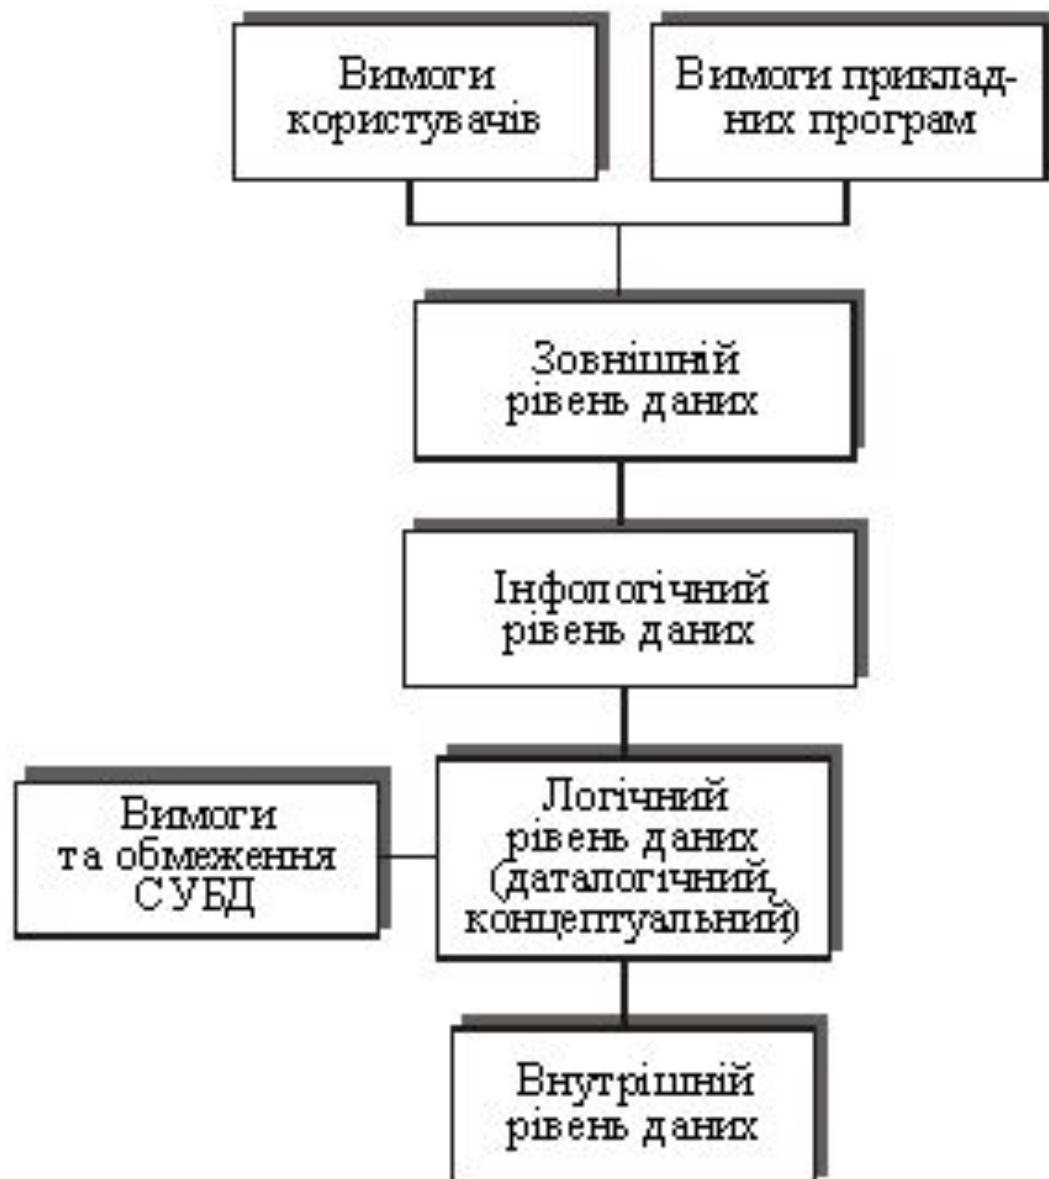 Вимоги
користувачів
Вимоги приклад-
них програм
Зовнішній
рівень даних
Інфологічний
рівень даних
Вимоги
та обмеження
СУБД
Логічний
рівень даних
(даталогічний,
концептуальний)
Внутрішній
рівень даних